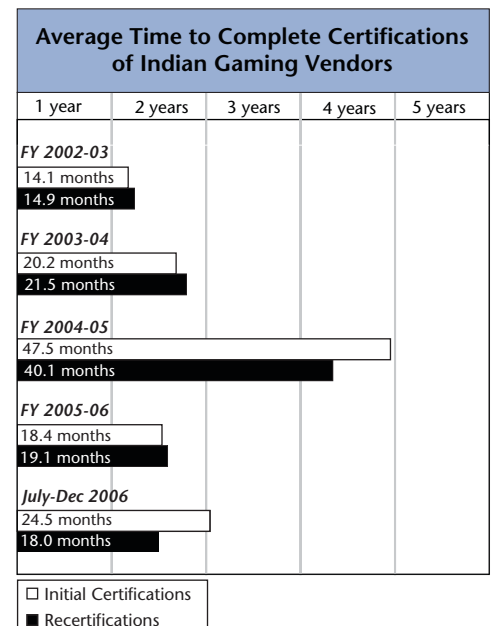 Average Time to Complete Certifications
of Indian Gaming Vendors
1 year 2 years 3 years 4 years 5 years
FY 2002-03
14.1 months
14.9 months
FY 2003-04
20.2 months
21.5 months
FY 2004-05
47.5 months
40.1 months
FY 2005-06
18.4 months
19.1 months
July-Dec 2006
24.5 months
18.0 months
Initial Certifications
Recertifications